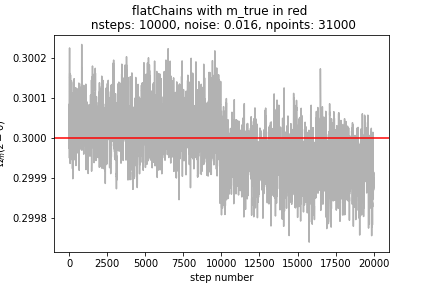 flatChains with m_true in red
nsteps: 10000, noise: 0.016, npoints: 31000
0.3002
0.3001
0.3000
0.2999
0.2998
0 2500 5000 7500 10000 12500 15000 17500 20000
step number